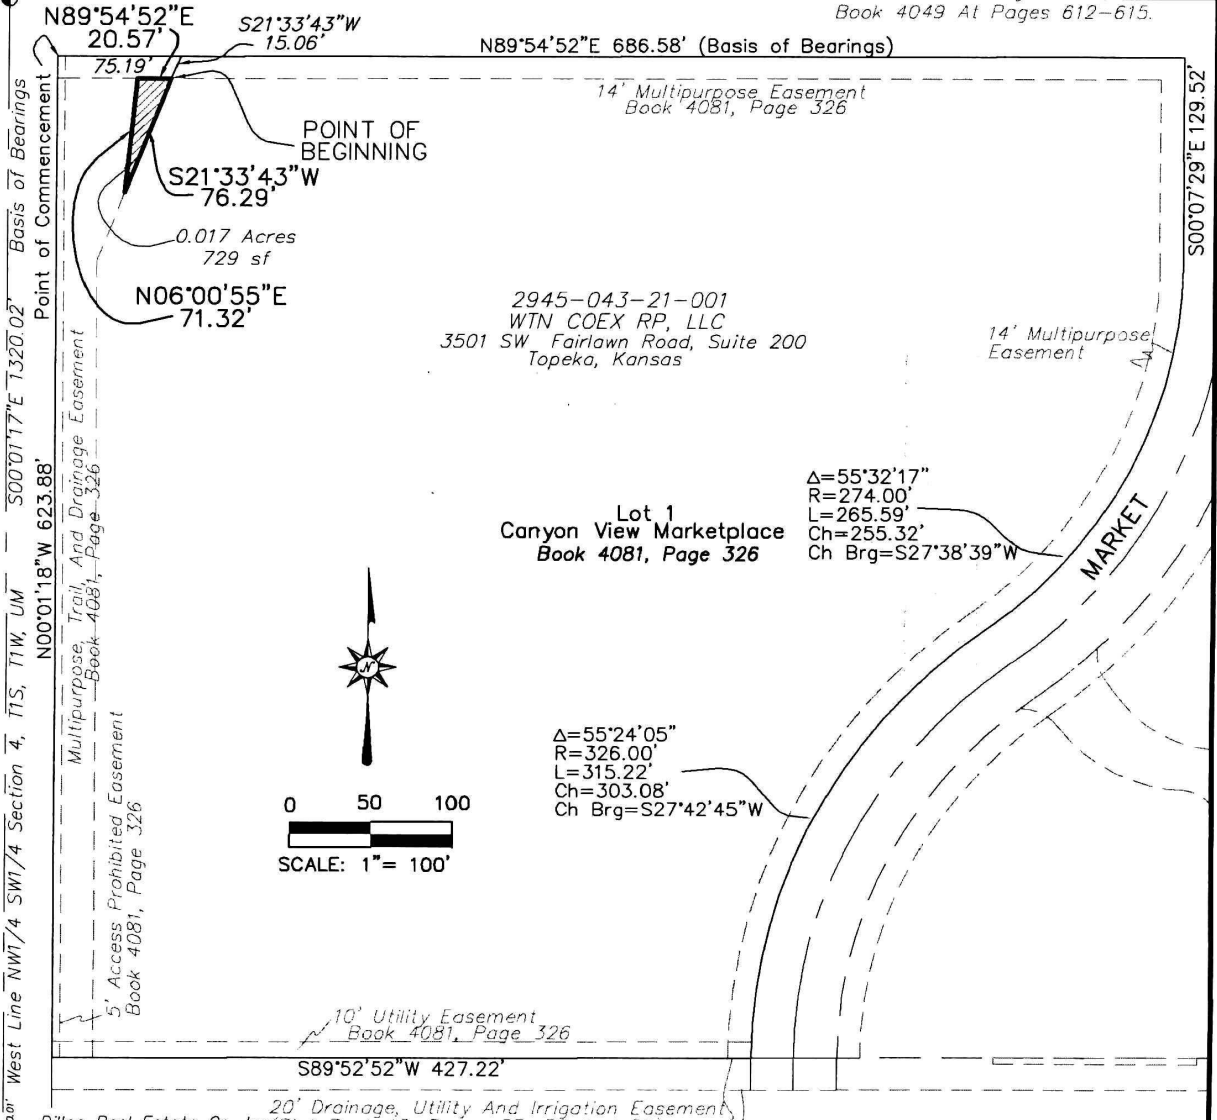 Book 4049 At Pages 612-615.
N89°54'52"E
20.57'
S21°33'43"W
15.06'
75.19'
N89°54'52"E 686.58' (Basis of Bearings)
14' Multipurpose Easement
Book 4081, Page 326
S00°07'29"E 129.52'
POINT OF
BEGINNING
S21°33'43"W
76.29'
0.017 Acres
729 sf
N06°00'55"E
71.32'
Point of Commencement
Basis of Bearings
S00°01'17"E 1320.02'
West Line NW1/4 SW1/4 Section 4, T1S, T1W, UM
N00°01'18"W 623.88'
Multipurpose, Trail, And Drainage Easement
Book 4081, Page 326
5' Access Prohibited Easement
Book 4081, Page 326
2945-043-21-001
WTN COEX RP, LLC
3501 SW Fairlawn Road, Suite 200
Topeka, Kansas
14' Multipurpose
Easement
Δ=55°32'17"
R=274.00'
L=265.59'
Ch=255.32'
Ch Brg=S27°38'39"W
Lot 1
Canyon View Marketplace
Book 4081, Page 326
MARKET
N
Δ=55°24'05"
R=326.00'
L=315.22'
Ch=303.08'
Ch Brg=S27°42'45"W
0 50 100
SCALE: 1"= 100'
10' Utility Easement
Book 4081, Page 326
S89°52'52"W 427.22'
20' Drainage, Utility And Irrigation Easement